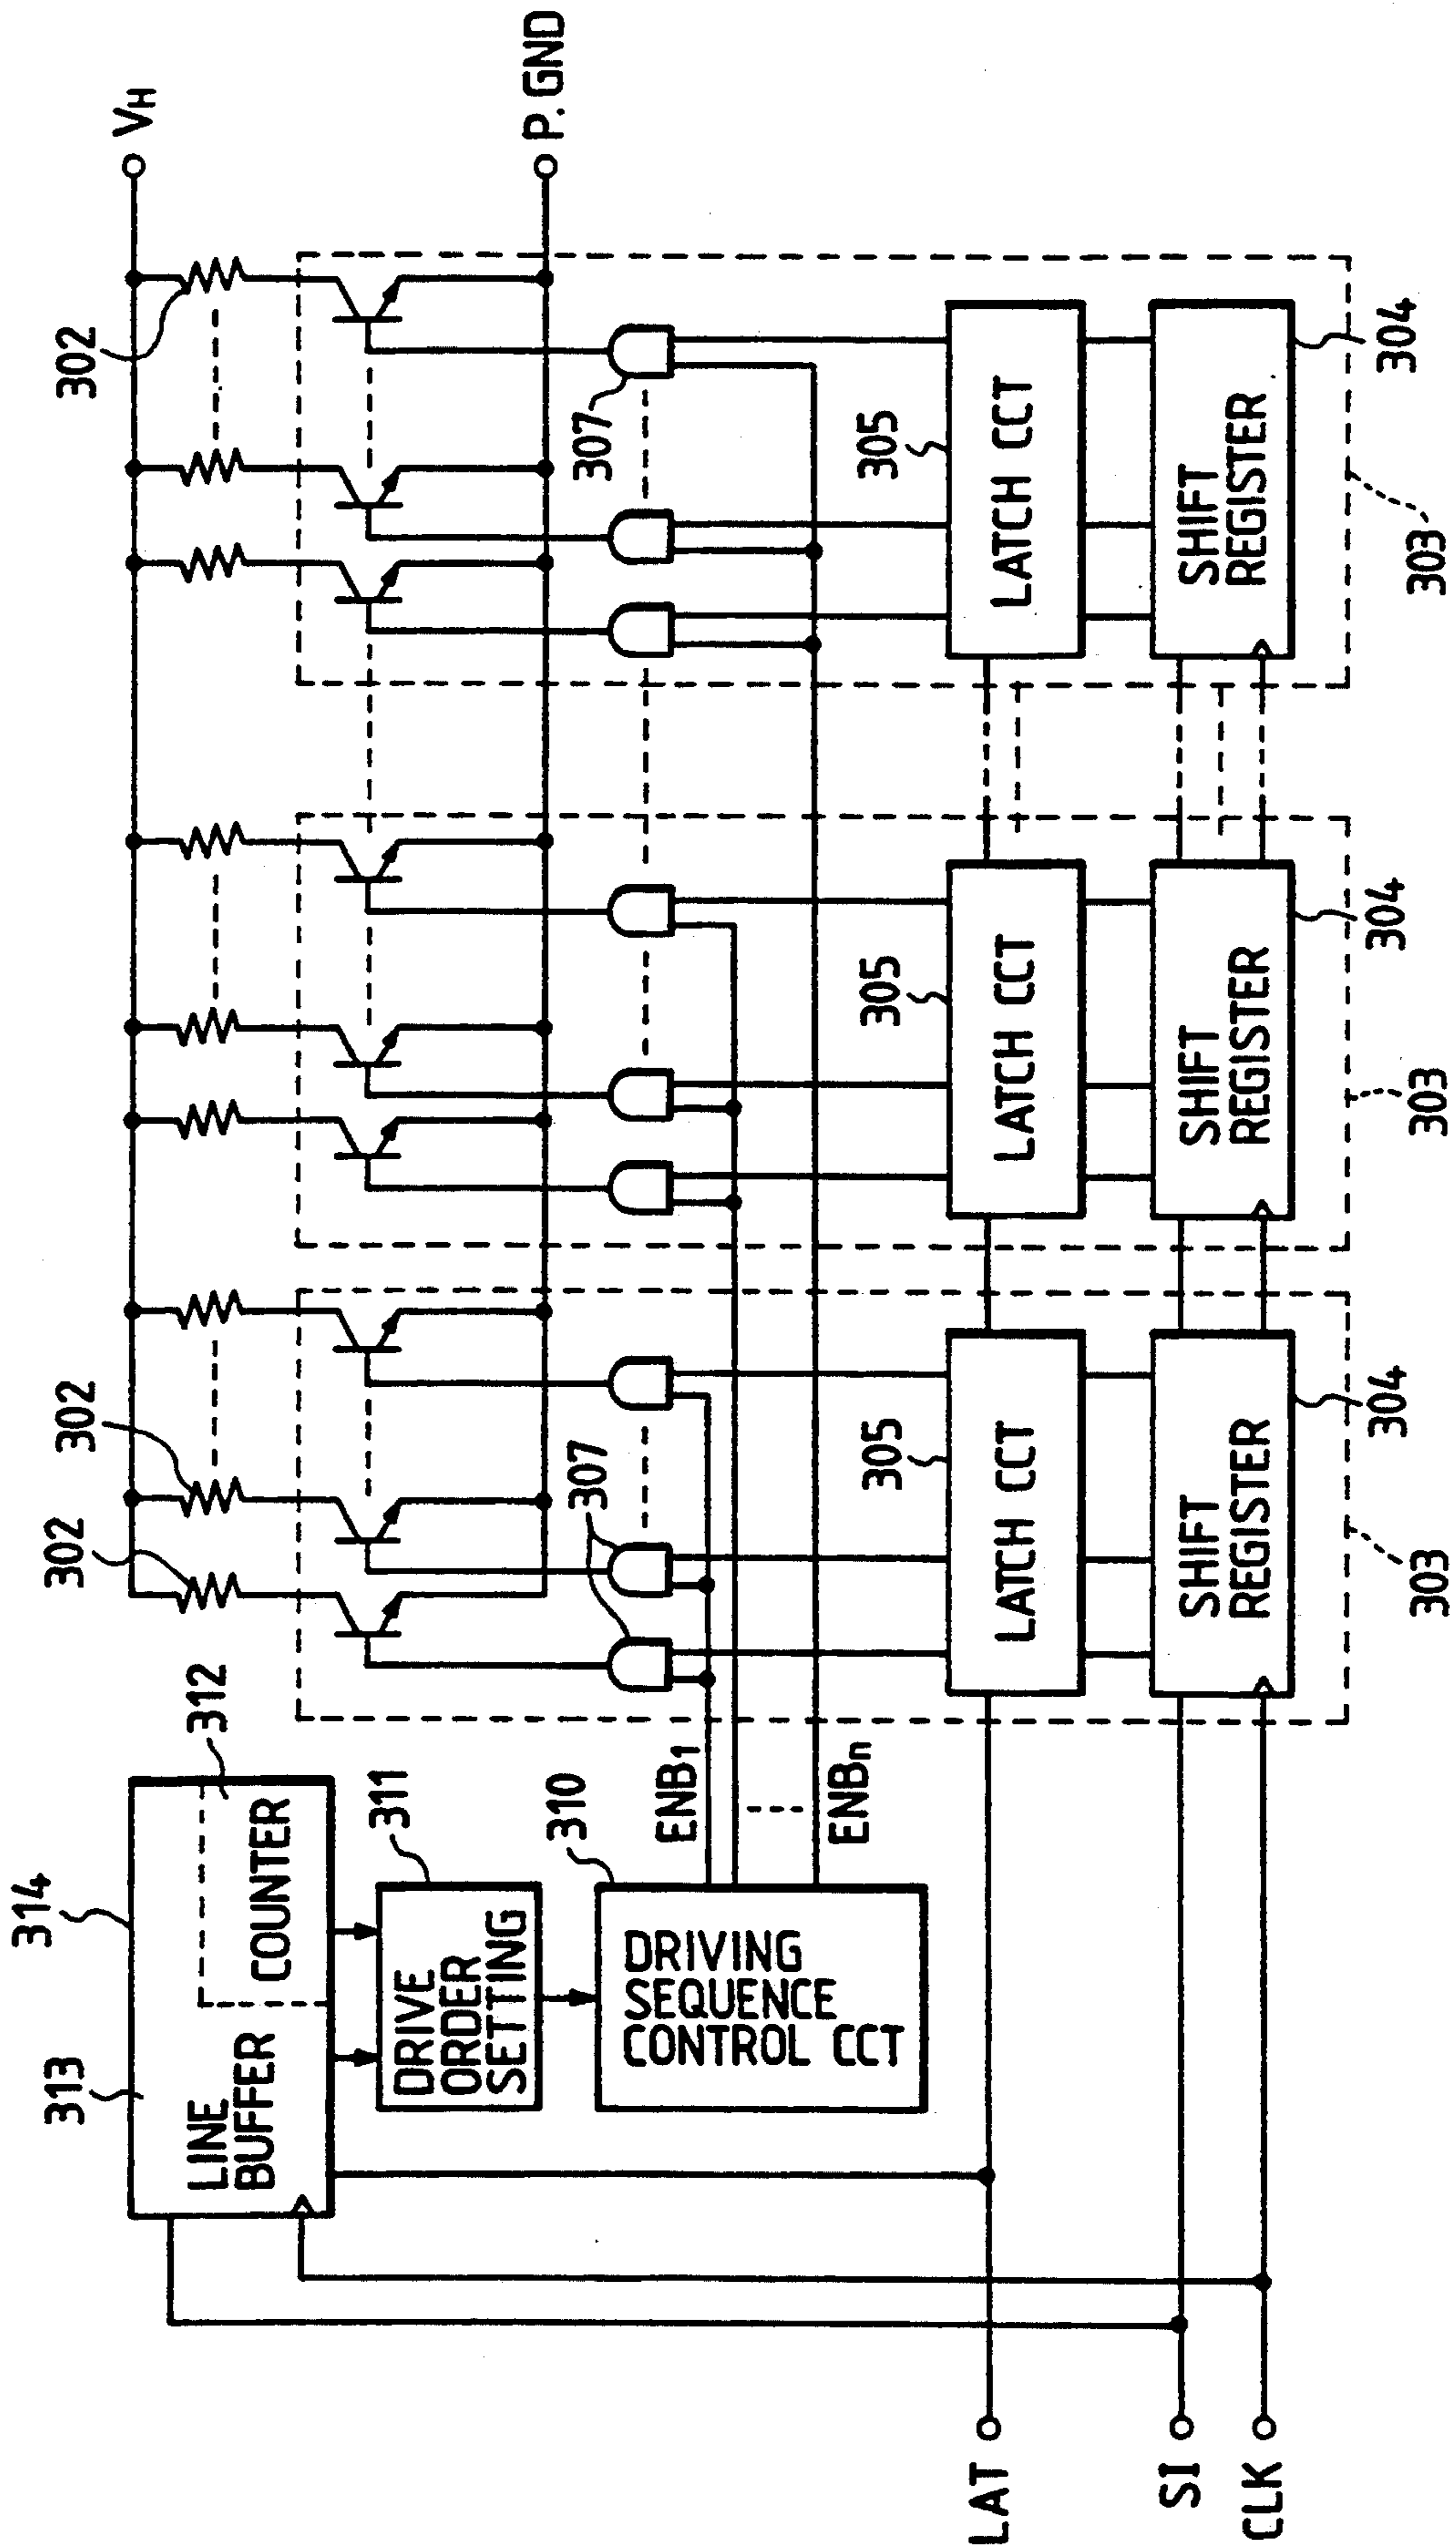 314
313
LINE
BUFFER
COUNTER
312
302
302
302
VH
311
DRIVE
ORDER
SETTING
P. GND
310
DRIVING
SEQUENCE
CONTROL CCT
ENB1
ENBn
307
307
LAT
305
LATCH CCT
305
LATCH CCT
305
LATCH CCT
SI
CLK
SHIFT
REGISTER
304
SHIFT
REGISTER
304
SHIFT
REGISTER
304
303
303
303